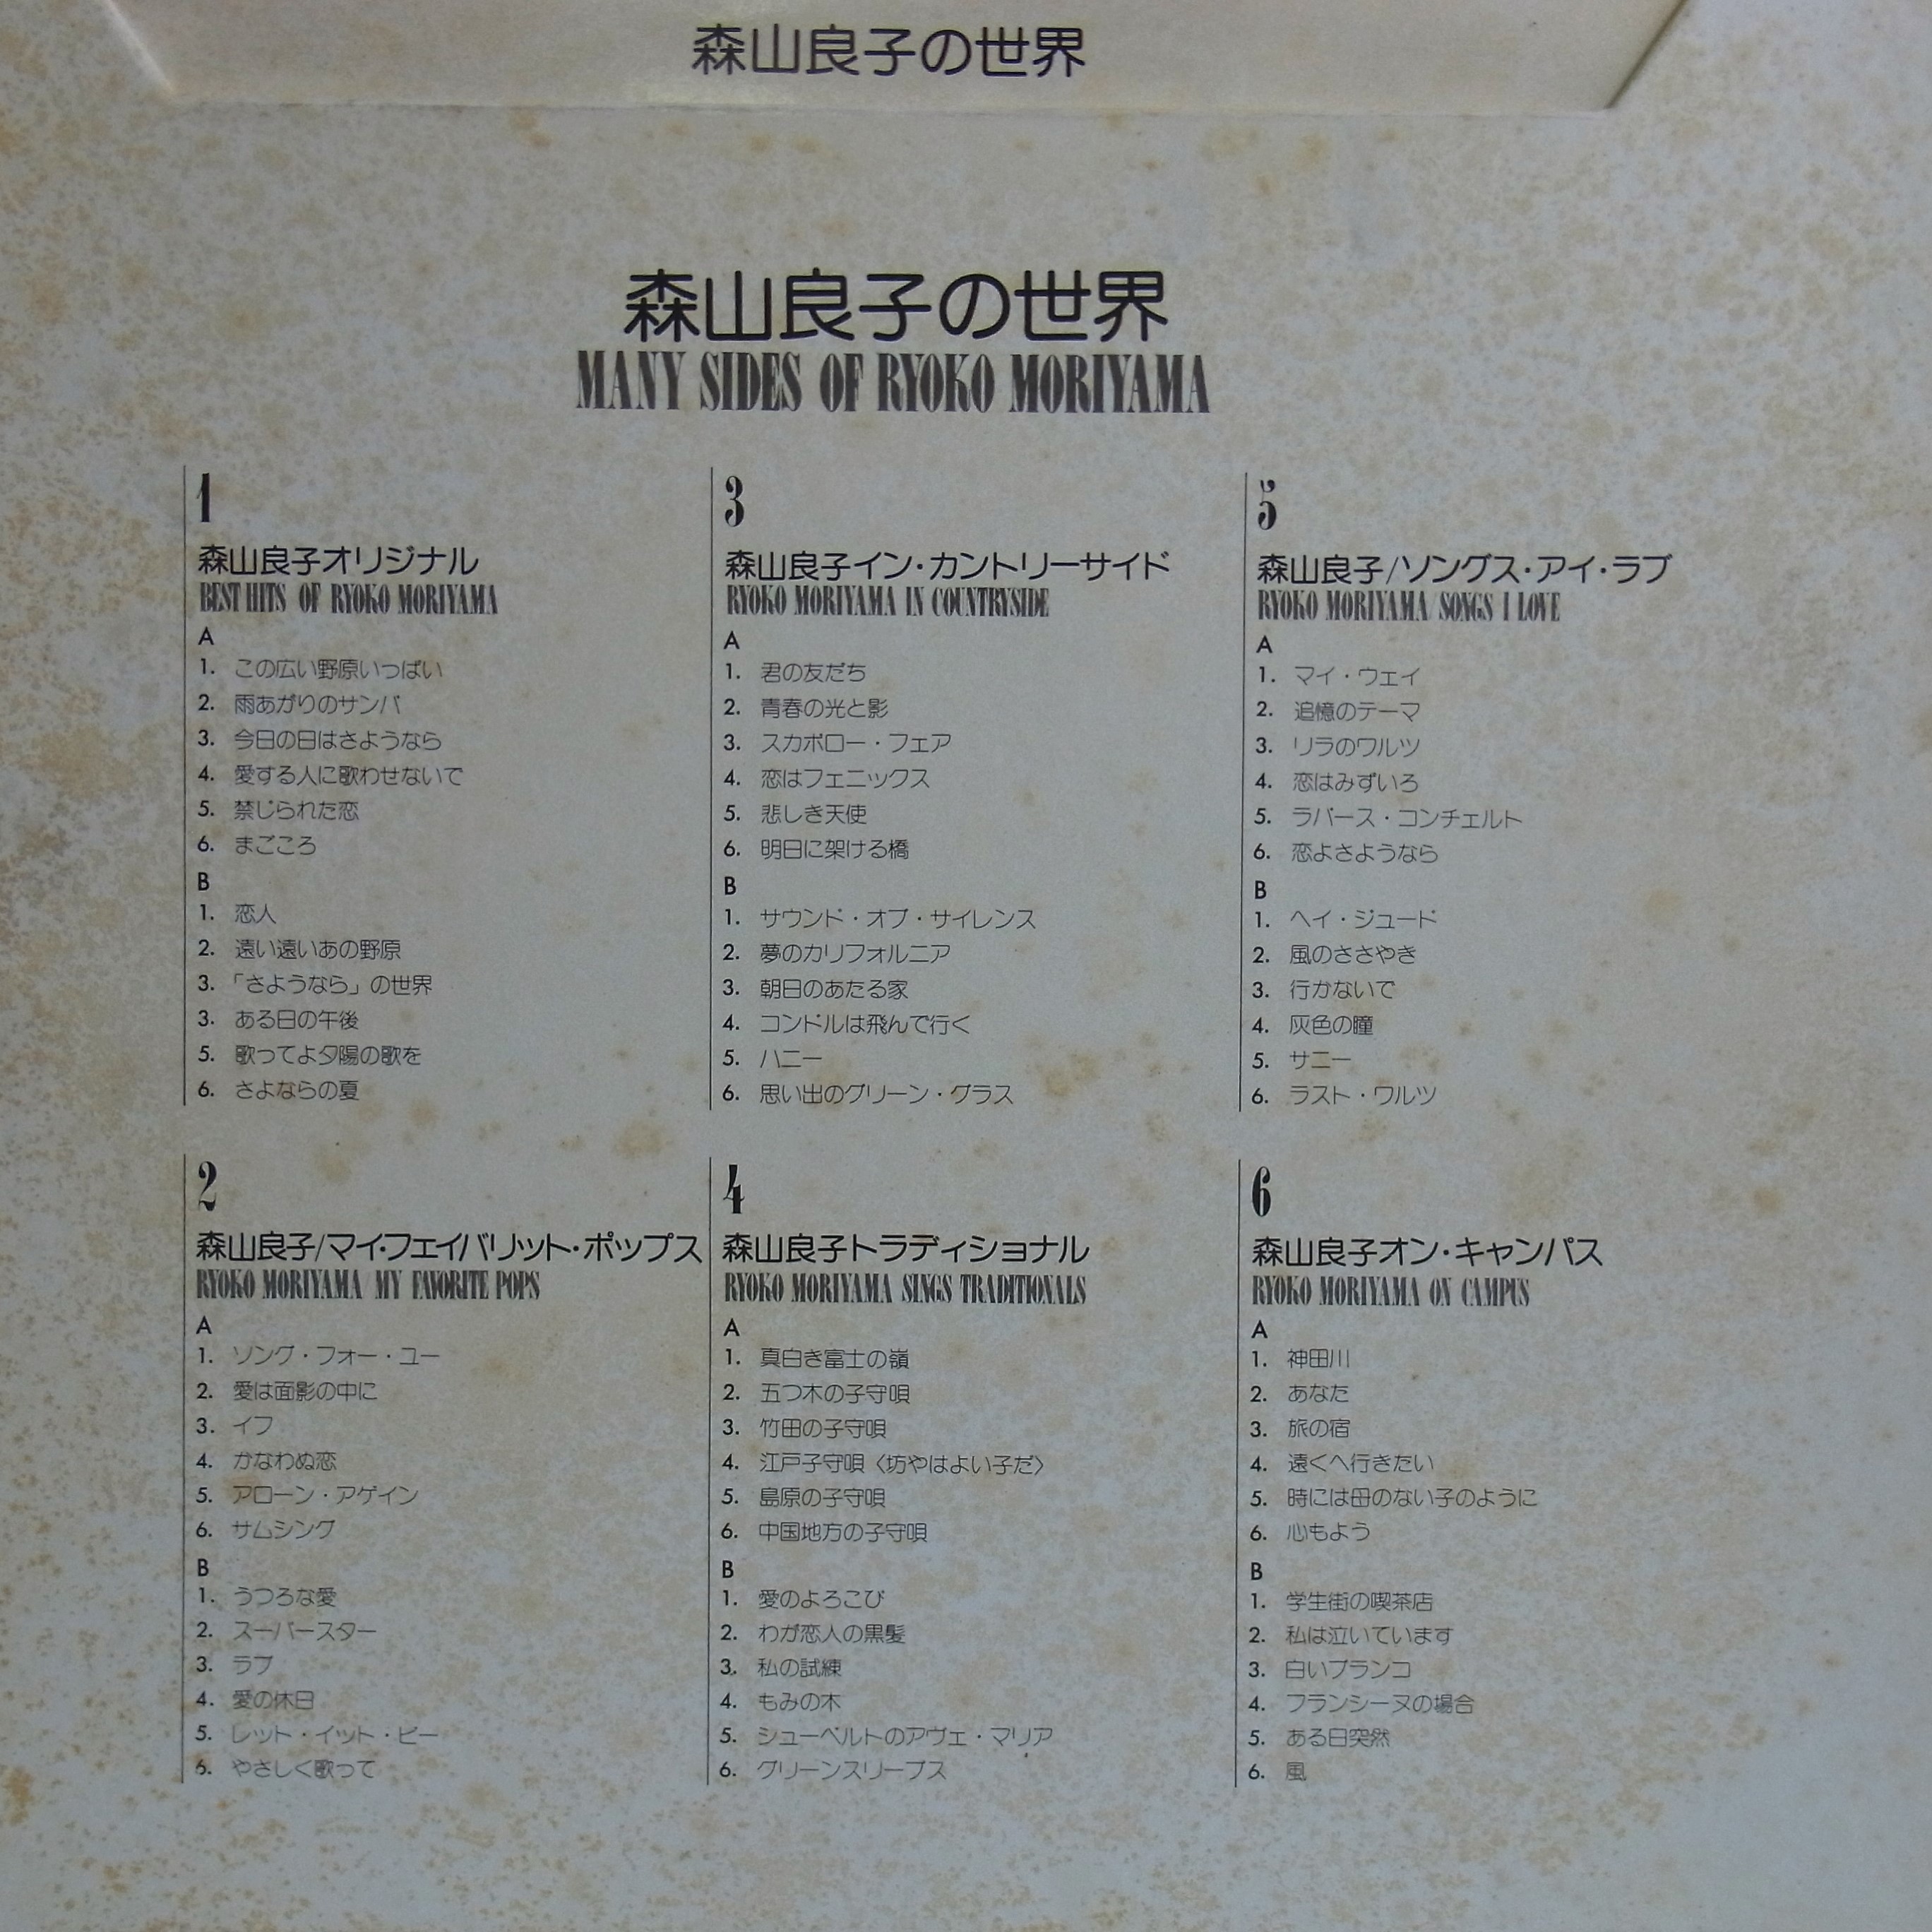 森山良子の世界
森山良子の世界
MANY SIDES OF RYOKO MORIYAMA
1
森山良子オリジナル
BEST HITS OF RYOKO MORIYAMA
A
1. この広い野原いっぱい
2. 雨あがりのサンバ
3. 今日の日はさようなら
4. 愛する人に歌わせないで
5. 禁じられた恋
6. まごころ
B
1. 恋人
2. 遠い遠いあの野原
3. 「さようなら」の世界
3. ある日の午後
5. 歌ってよ夕陽の歌を
6. さよならの夏
2
森山良子/マイ・フェイバリット・ポップス
RYOKO MORIYAMA/MY FAVORITE POPS
A
1. ソング・フォー・ユー
2. 愛は面影の中に
3. イフ
4. かなわぬ恋
5. アローン・アゲイン
6. サムシング
B
1. うつろな愛
2. スーパースター
3. ラブ
4. 愛の休日
5. レット・イット・ビー
6. やさしく歌って
3
森山良子イン・カントリーサイド
RYOKO MORIYAMA IN COUNTRYSIDE
A
1. 君の友だち
2. 青春の光と影
3. スカボロー・フェア
4. 恋はフェニックス
5. 悲しき天使
6. 明日に架ける橋
B
1. サウンド・オブ・サイレンス
2. 夢のカリフォルニア
3. 朝日のあたる家
4. コンドルは飛んで行く
5. ハニー
6. 思い出のグリーン・グラス
4
森山良子トラディショナル
RYOKO MORIYAMA SINGS TRADITIONALS
A
1. 真白き富士の嶺
2. 五つ木の子守唄
3. 竹田の子守唄
4. 江戸子守唄〈坊やはよい子だ〉
5. 島原の子守唄
6. 中国地方の子守唄
B
1. 愛のよろこび
2. わが恋人の黒髪
3. 私の試練
4. もみの木
5. シューベルトのアヴェ・マリア
6. グリーンスリーブス
5
森山良子/ソングス・アイ・ラブ
RYOKO MORIYAMA/SONGS I LOVE
A
1. マイ・ウェイ
2. 追憶のテーマ
3. リラのワルツ
4. 恋はみずいろ
5. ラバース・コンチェルト
6. 恋よさようなら
B
1. ヘイ・ジュード
2. 風のささやき
3. 行かないで
4. 灰色の瞳
5. サニー
6. ラスト・ワルツ
6
森山良子オン・キャンパス
RYOKO MORIYAMA ON CAMPUS
A
1. 神田川
2. あなた
3. 旅の宿
4. 遠くへ行きたい
5. 時には母のない子のように
6. 心もよう
B
1. 学生街の喫茶店
2. 私は泣いています
3. 白いブランコ
4. フランシーヌの場合
5. ある日突然
6. 風